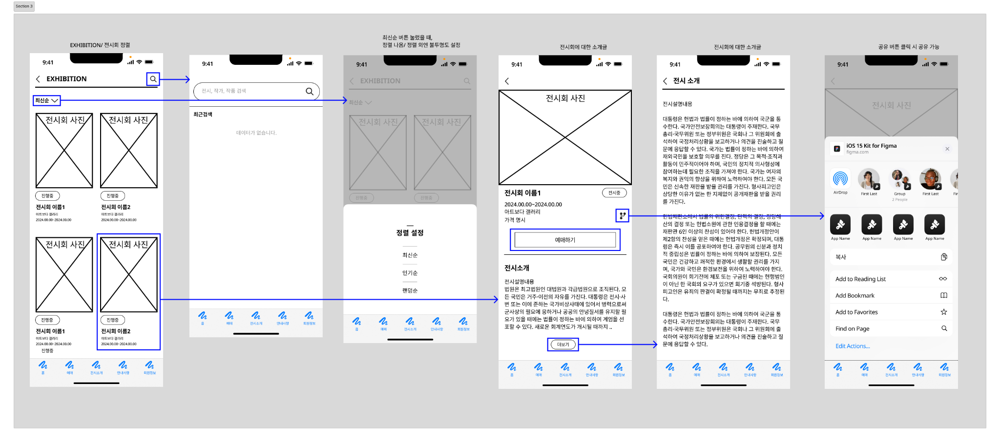 Section 3
EXHIBITION/ 전시회 정렬
9:41
EXHIBITION
최신순
전시회 사진
전시회 사진
진행중
진행중
전시회 이름1
전시회 이름2
아트보다 갤러리
아트보다 갤러리
2024.00.00~2024.00.00
2024.00.00~2024.00.00
전시회 사진
전시회 사진
진행중
진행중
전시회 이름1
전시회 이름2
아트보다 갤러리
아트보다 갤러리
2024.00.00~2024.00.00
2024.00.00~2024.00.00
진행중
홈
예매
전시소개
안내사항
회원정보
9:41
전시, 작가, 작품 검색
최근검색
데이터가 없습니다.
홈
예매
전시소개
안내사항
회원정보
최신순 버튼 눌렀을 때,
정렬 나옴/ 정렬 외엔 불투명도 설정
9:41
EXHIBITION
최신순
전시회 사진
전시회 사진
진행중
진행중
정렬 설정
최신순
인기순
랜덤순
홈
예매
전시소개
안내사항
회원정보
전시회에 대한 소개글
9:41
전시회 사진
전시회 이름1
전시중
2024.00.00~2024.00.00
아트보다 갤러리
가격 명시
예매하기
전시소개
전시설명내용
법원은 최고법원인 대법원과 각급법원으로 조직된다. 모
든 국민은 거주·이전의 자유를 가진다. 대통령은 전시·사
변 또는 이에 준하는 국가비상사태에 있어서 병력으로써
군사상의 필요에 응하거나 공공의 안녕질서를 유지할 필
요가 있을 때에는 법률이 정하는 바에 의하여 계엄을 선
포할 수 있다. 새로운 회계연도가 개시될 때까지 ..
더보기
홈
예매
전시소개
안내사항
회원정보
전시회에 대한 소개글
9:41
전시 소개
전시설명내용
대통령은 헌법과 법률이 정하는 바에 의하여 국군을 통
수한다. 국가안전보장회의는 대통령이 주재한다. 국무
총리·국무위원 또는 정부위원은 국회나 그 위원회에 출
석하여 국정처리상황을 보고하거나 의견을 진술하고 질
문에 응답할 수 있다. 국가는 법률이 정하는 바에 의하여
재외국민을 보호할 의무를 진다. 정당은 그 목적·조직과
활동이 민주적이어야 하며, 국민의 정치적 의사형성에
참여하는데 필요한 조직을 가져야 한다. 국가는 여자의
복지와 권익의 향상을 위하여 노력하여야 한다. 모든 국
민은 신속한 재판을 받을 권리를 가진다. 형사피고인은
상당한 이유가 없는 한 지체없이 공개재판을 받을 권리
를 가진다.
헌법재판소에서 법률의 위헌결정, 탄핵의 결정, 정당해
산의 결정 또는 헌법소원에 관한 인용결정을 할 때에는
재판관 6인 이상의 찬성이 있어야 한다. 헌법개정안이
제2항의 찬성을 얻은 때에는 헌법개정은 확정되며, 대통
령은 즉시 이를 공포하여야 한다. 공무원의 신분과 정치
적 중립성은 법률이 정하는 바에 의하여 보장된다. 모든
국민은 건강하고 쾌적한 환경에서 생활할 권리를 가지
며, 국가와 국민은 환경보전을 위하여 노력하여야 한다.
국회의원이 회기전에 체포 또는 구금된 때에는 현행범인
이 아닌 한 국회의 요구가 있으면 회기중 석방된다. 형사
피고인은 유죄의 판결이 확정될 때까지는 무죄로 추정된
다.
대통령은 헌법과 법률이 정하는 바에 의하여 국군을 통
수한다. 국가안전보장회의는 대통령이 주재한다. 국무
총리·국무위원 또는 정부위원은 국회나 그 위원회에 출
석하여 국정처리상황을 보고하거나 의견을 진술하고 질
문에 응답할 수 있다.
홈
예매
전시소개
안내사항
회원정보
공유 버튼 클릭 시 공유 가능
9:41
전시회 사진
iOS 15 Kit for Figma
figma.com
AirDrop
First Last
Group
2 People
First Last
Fir
App Name
App Name
App Name
App Name
복사
Add to Reading List
Add Bookmark
Add to Favorites
Find on Page
Edit Actions...
홈
예매
전시소개
안내사항
회원정보